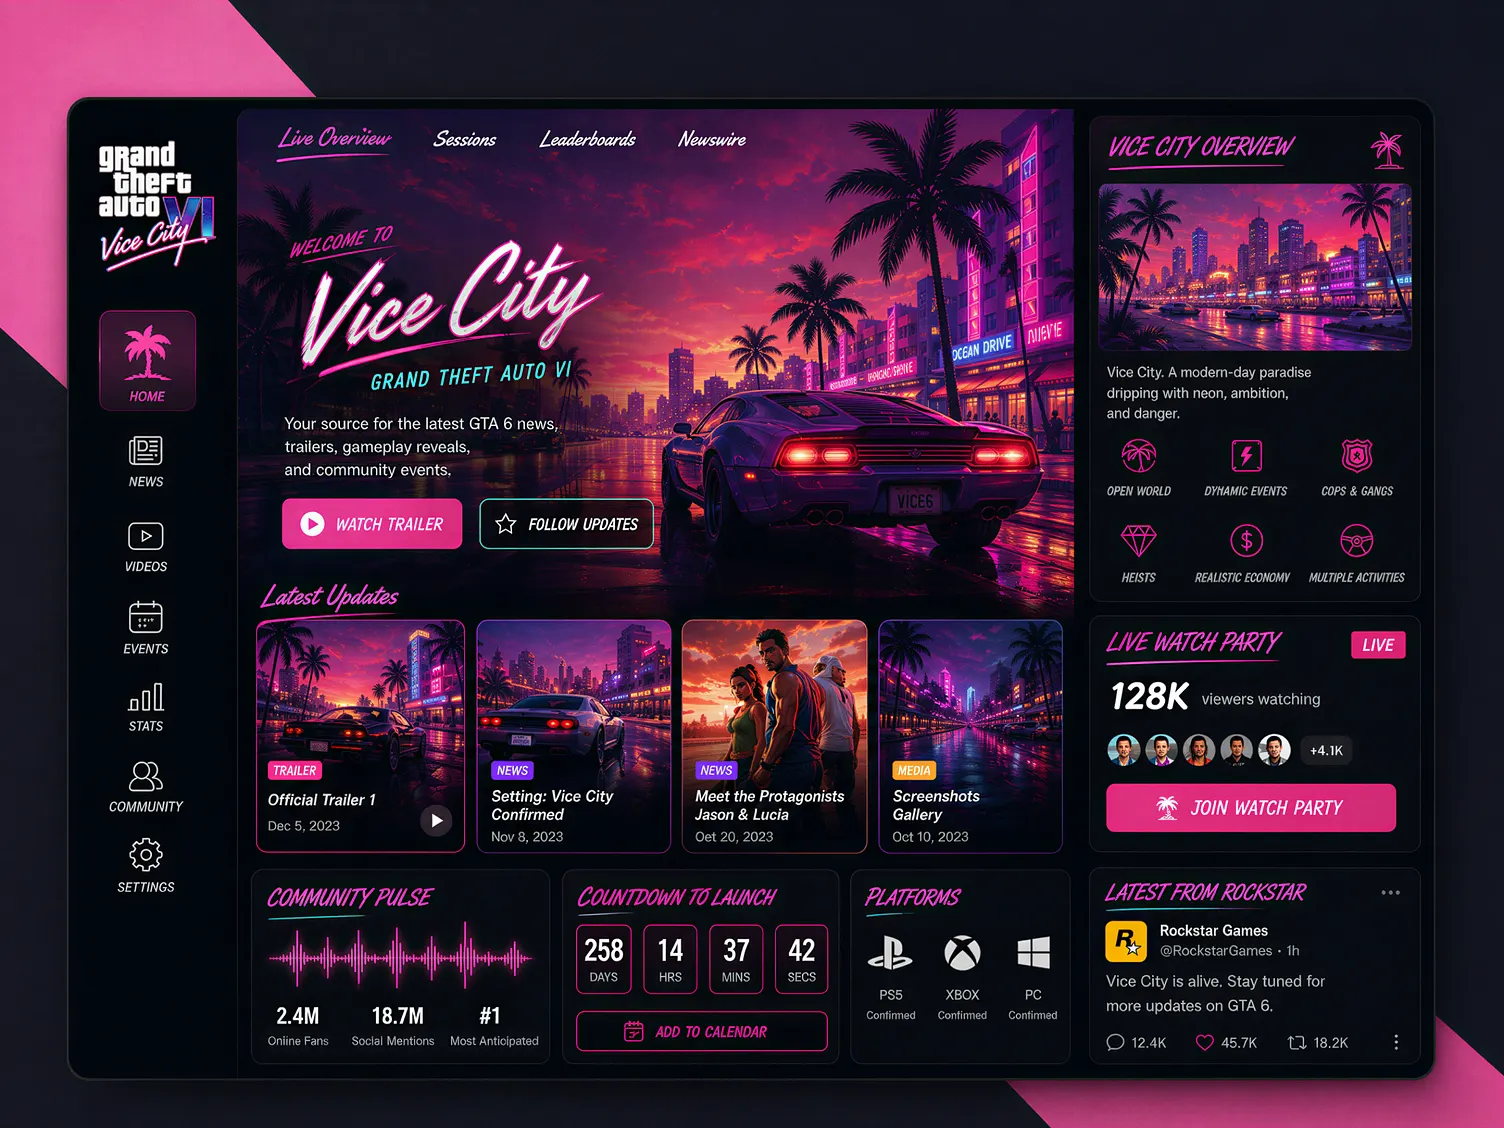 grand
theft
auto VI
Vice City
HOME
NEWS
VIDEOS
EVENTS
STATS
COMMUNITY
SETTINGS
Live Overview
Sessions
Leaderboards
Newswire
WELCOME TO
Vice City
GRAND THEFT AUTO VI
Your source for the latest GTA 6 news,
trailers, gameplay reveals,
and community events.
WATCH TRAILER
FOLLOW UPDATES
OCEAN DRIVE
VICE6
Latest Updates
TRAILER
Official Trailer 1
Dec 5, 2023
NEWS
Setting: Vice City
Confirmed
Nov 8, 2023
NEWS
Meet the Protagonists
Jason & Lucia
Oet 20, 2023
MEDIA
Screenshots
Gallery
Oct 10, 2023
COMMUNITY PULSE
2.4M
Online Fans
18.7M
Social Mentions
#1
Most Anticipated
COUNTDOWN TO LAUNCH
258
DAYS
14
HRS
37
MINS
42
SECS
ADD TO CALENDAR
PLATFORMS
PS5
Confirmed
XBOX
Confirmed
PC
Confirmed
VICE CITY OVERVIEW
Vice City. A modern-day paradise
dripping with neon, ambition,
and danger.
OPEN WORLD
DYNAMIC EVENTS
COPS & GANGS
HEISTS
REALISTIC ECONOMY
MULTIPLE ACTIVITIES
LIVE WATCH PARTY
LIVE
128K viewers watching
+4.1K
JOIN WATCH PARTY
LATEST FROM ROCKSTAR
R
Rockstar Games
@RockstarGames · 1h
Vice City is alive. Stay tuned for
more updates on GTA 6.
12.4K
45.7K
18.2K